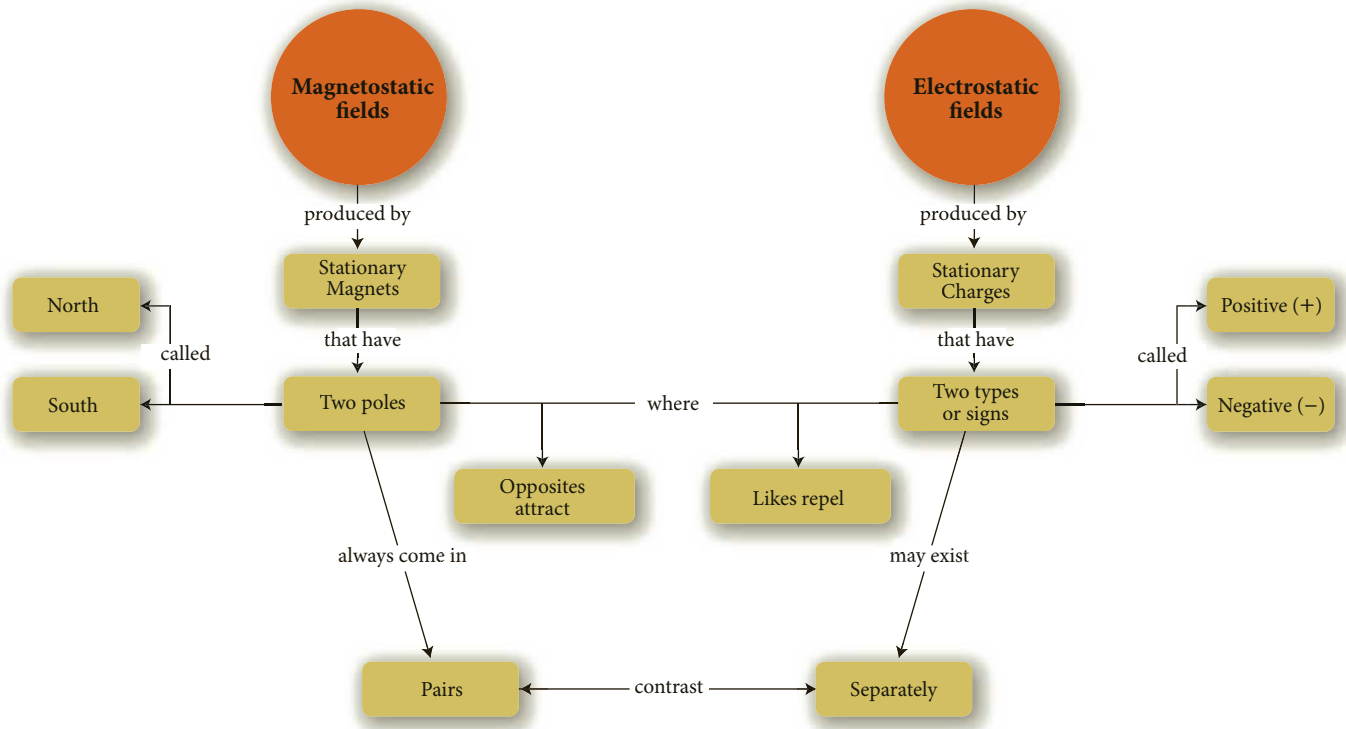 Magnetostatic
fields
Electrostatic
fields
produced by
produced by
Stationary
Magnets
Stationary
Charges
North
Positive (+)
that have
that have
called
called
South
Two poles
where
Two types
or signs
Negative (−)
Opposites
attract
Likes repel
always come in
may exist
Pairs
contrast
Separately